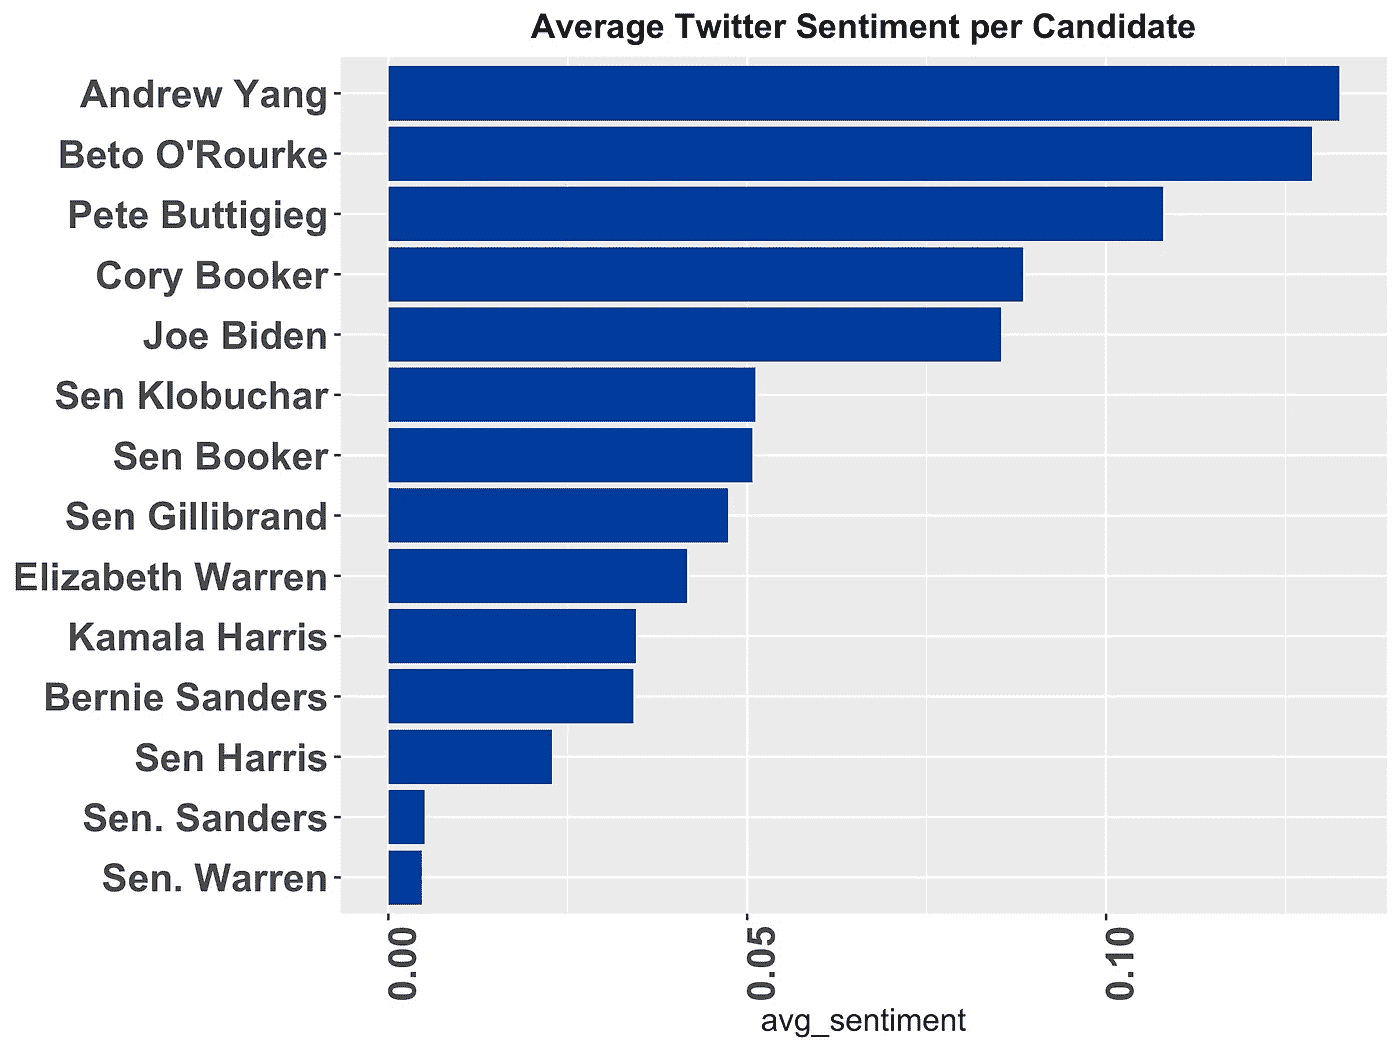 Average Twitter Sentiment per Candidate
Andrew Yang
Beto O'Rourke
Pete Buttigieg
Cory Booker
Joe Biden
Sen Klobuchar
Sen Booker
Sen Gillibrand
Elizabeth Warren
Kamala Harris
Bernie Sanders
Sen Harris
Sen. Sanders
Sen. Warren
0.00
0.05
0.10
avg_sentiment